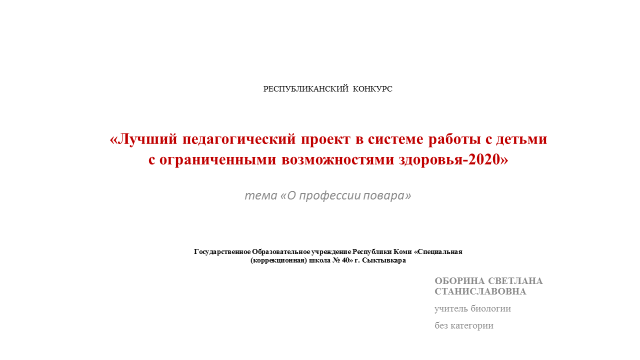 РЕСПУБЛИКАНСКИЙ КОНКУРС
«Лучший педагогический проект в системе работы с детьми
с ограниченными возможностями здоровья-2020»
тема «О профессии повара»
Государственное Образовательное учреждение Республики Коми «Специальная
(коррекционная) школа № 40» г. Сыктывкара
ОБОРИНА СВЕТЛАНА
СТАНИСЛАВОВНА
учитель биологии
без категории